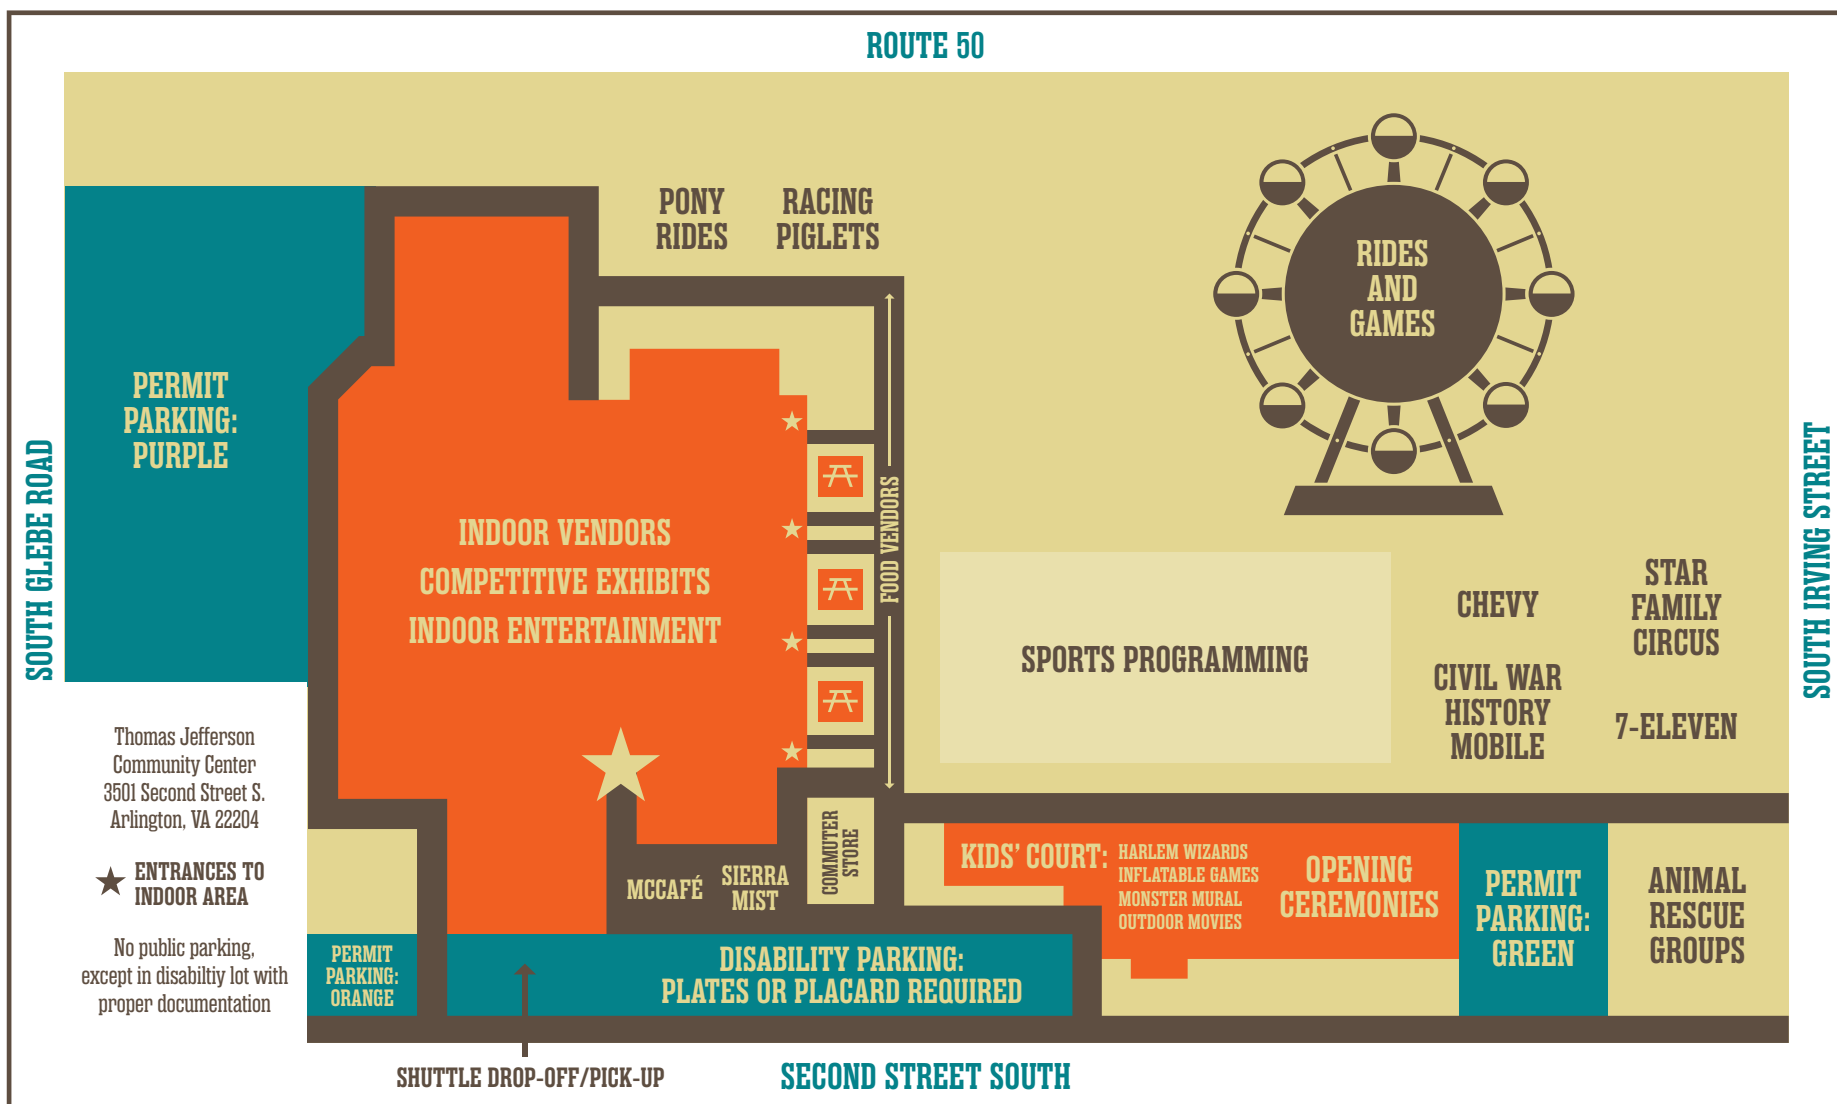 ROUTE 50
PONY
RIDES
RACING
PIGLETS
RIDES
AND
GAMES
PERMIT
PARKING:
PURPLE
SOUTH GLEBE ROAD
INDOOR VENDORS
COMPETITIVE EXHIBITS
INDOOR ENTERTAINMENT
FOOD VENDORS
SPORTS PROGRAMMING
CHEVY
STAR
FAMILY
CIRCUS
CIVIL WAR
HISTORY
MOBILE
7-ELEVEN
SOUTH IRVING STREET
Thomas Jefferson
Community Center
3501 Second Street S.
Arlington, VA 22204
ENTRANCES TO
INDOOR AREA
No public parking,
except in disabiltiy lot with
proper documentation
PERMIT
PARKING:
ORANGE
MCCAFÉ
SIERRA
MIST
COMMUTER
STORE
KIDS' COURT:
HARLEM WIZARDS
INFLATABLE GAMES
MONSTER MURAL
OUTDOOR MOVIES
OPENING
CEREMONIES
PERMIT
PARKING:
GREEN
ANIMAL
RESCUE
GROUPS
DISABILITY PARKING:
PLATES OR PLACARD REQUIRED
SHUTTLE DROP-OFF/PICK-UP
SECOND STREET SOUTH